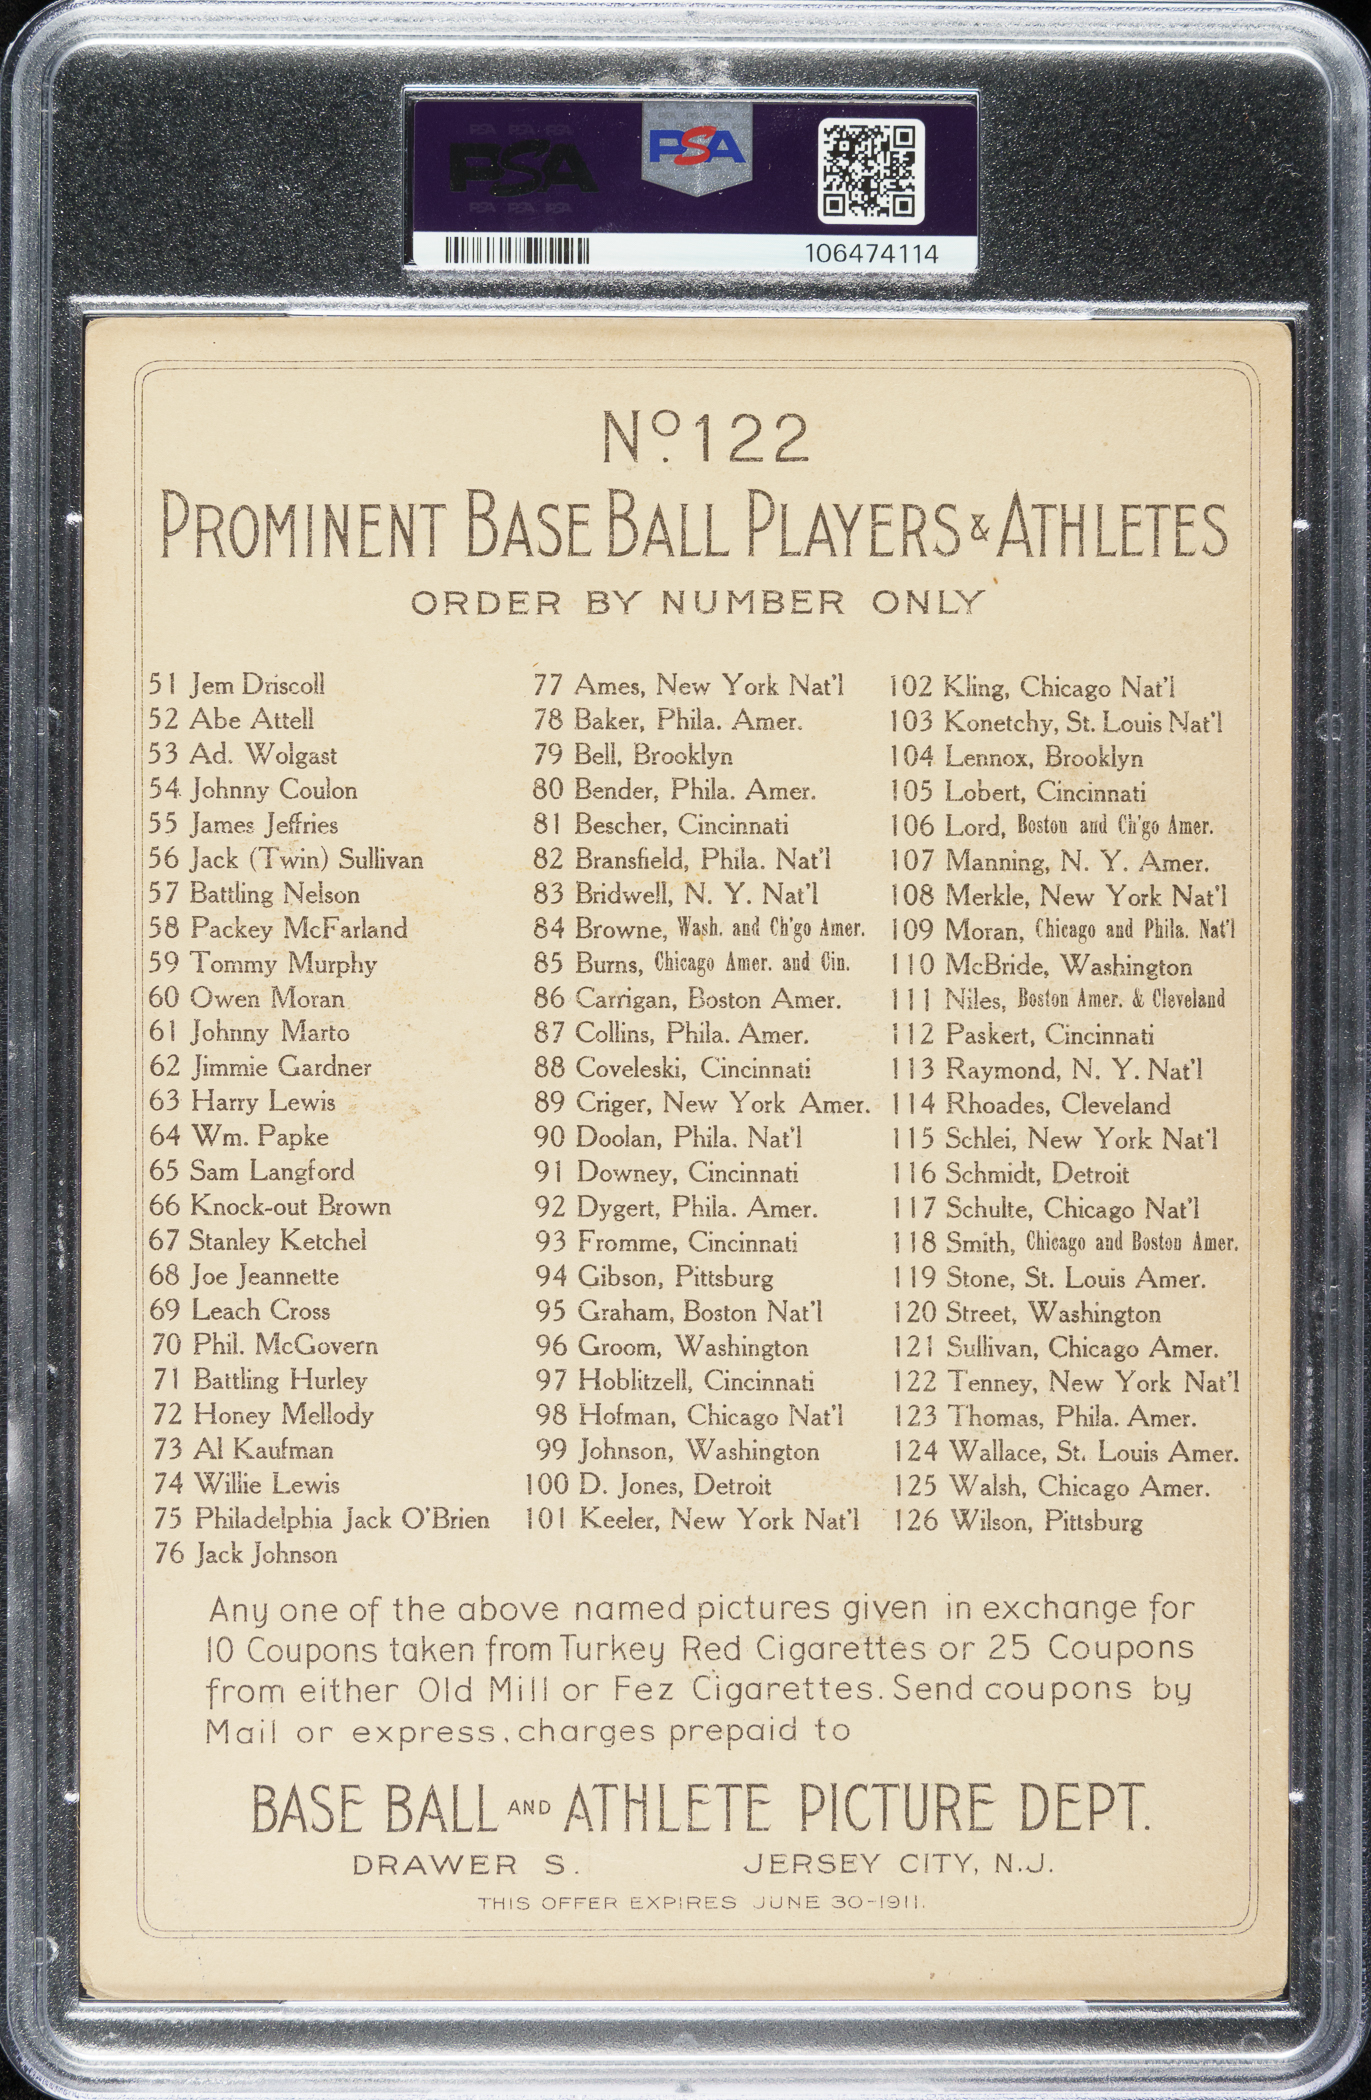 PSA
PSA
106474114
No. 122
PROMINENT BASE BALL PLAYERS & ATHLETES
ORDER BY NUMBER ONLY
51 Jem Driscoll
52 Abe Attell
53 Ad. Wolgast
54 Johnny Coulon
55 James Jeffries
56 Jack (Twin) Sullivan
57 Battling Nelson
58 Packey McFarland
59 Tommy Murphy
60 Owen Moran
61 Johnny Marto
62 Jimmie Gardner
63 Harry Lewis
64 Wm. Papke
65 Sam Langford
66 Knock-out Brown
67 Stanley Ketchel
68 Joe Jeannette
69 Leach Cross
70 Phil. McGovern
71 Battling Hurley
72 Honey Mellody
73 Al Kaufman
74 Willie Lewis
75 Philadelphia Jack O'Brien
76 Jack Johnson
77 Ames, New York Nat'l
78 Baker, Phila. Amer.
79 Bell, Brooklyn
80 Bender, Phila. Amer.
81 Bescher, Cincinnati
82 Bransfield, Phila. Nat'l
83 Bridwell, N. Y. Nat'l
84 Browne, Wash. and Ch'go Amer.
85 Burns, Chicago Amer. and Cin.
86 Carrigan, Boston Amer.
87 Collins, Phila. Amer.
88 Coveleski, Cincinnati
89 Criger, New York Amer.
90 Doolan, Phila. Nat'l
91 Downey, Cincinnati
92 Dygert, Phila. Amer.
93 Fromme, Cincinnati
94 Gibson, Pittsburg
95 Graham, Boston Nat'l
96 Groom, Washington
97 Hoblitzell, Cincinnati
98 Hofman, Chicago Nat'l
99 Johnson, Washington
100 D. Jones, Detroit
101 Keeler, New York Nat'l
102 Kling, Chicago Nat'l
103 Konetchy, St. Louis Nat'l
104 Lennox, Brooklyn
105 Lobert, Cincinnati
106 Lord, Boston and Ch'go Amer.
107 Manning, N. Y. Amer.
108 Merkle, New York Nat'l
109 Moran, Chicago and Phila. Nat'l
110 McBride, Washington
111 Niles, Boston Amer. & Cleveland
112 Paskert, Cincinnati
113 Raymond, N. Y. Nat'l
114 Rhoades, Cleveland
115 Schlei, New York Nat'l
116 Schmidt, Detroit
117 Schulte, Chicago Nat'l
118 Smith, Chicago and Boston Amer.
119 Stone, St. Louis Amer.
120 Street, Washington
121 Sullivan, Chicago Amer.
122 Tenney, New York Nat'l
123 Thomas, Phila. Amer.
124 Wallace, St. Louis Amer.
125 Walsh, Chicago Amer.
126 Wilson, Pittsburg
Any one of the above named pictures given in exchange for
10 Coupons taken from Turkey Red Cigarettes or 25 Coupons
from either Old Mill or Fez Cigarettes. Send coupons by
Mail or express, charges prepaid to
BASE BALL AND ATHLETE PICTURE DEPT.
DRAWER S. JERSEY CITY, N.J.
THIS OFFER EXPIRES JUNE 30-1911.